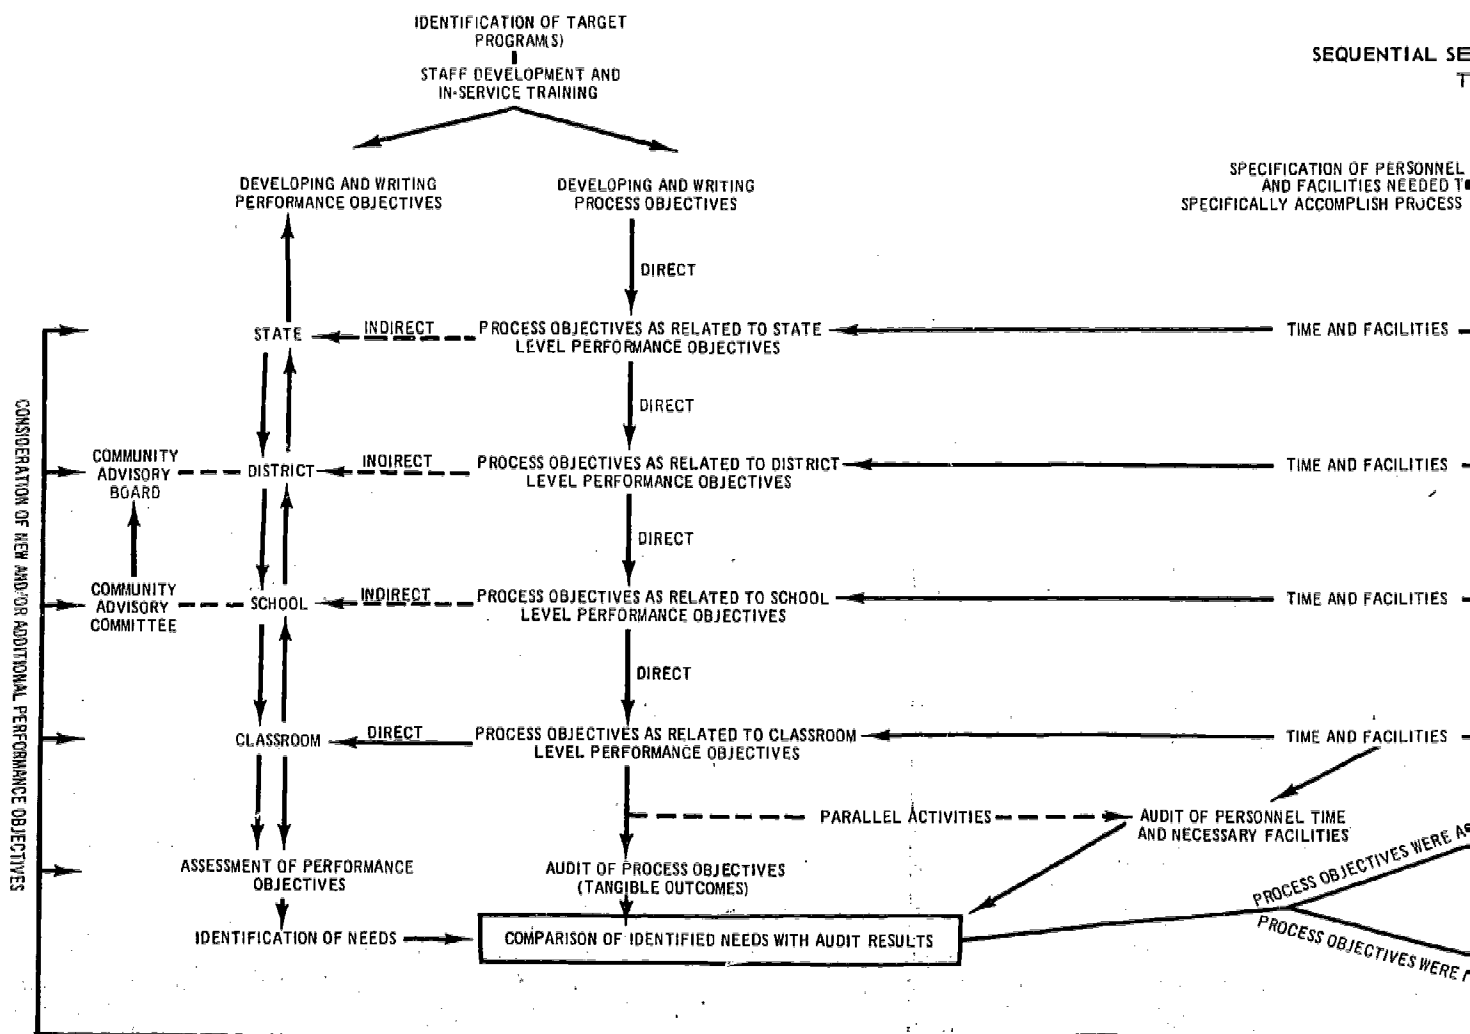 IDENTIFICATION OF TARGET
PROGRAM(S)
STAFF DEVELOPMENT AND
IN-SERVICE TRAINING
SEQUENTIAL
SPECIFICATION OF PERSONNEL
AND FACILITIES NEEDED
SPECIFICALLY ACCOMPLISH PROCESS
DEVELOPING AND WRITING
PERFORMANCE OBJECTIVES
DEVELOPING AND WRITING
PROCESS OBJECTIVES
DIRECT
STATE
INDIRECT
PROCESS OBJECTIVES AS RELATED TO STATE
LEVEL PERFORMANCE OBJECTIVES
TIME AND FACILITIES
DIRECT
CONSIDERATION OF NEW AND/OR ADDITIONAL PERFORMANCE OBJECTIVES
COMMUNITY
ADVISORY
BOARD
DISTRICT
INDIRECT
PROCESS OBJECTIVES AS RELATED TO DISTRICT
LEVEL PERFORMANCE OBJECTIVES
TIME AND FACILITIES
DIRECT
COMMUNITY
ADVISORY
COMMITTEE
SCHOOL
INDIRECT
PROCESS OBJECTIVES AS RELATED TO SCHOOL
LEVEL PERFORMANCE OBJECTIVES
TIME AND FACILITIES
DIRECT
CLASSROOM
DIRECT
PROCESS OBJECTIVES AS RELATED TO CLASSROOM
LEVEL PERFORMANCE OBJECTIVES
TIME AND FACILITIES
PARALLEL ACTIVITIES
AUDIT OF PERSONNEL TIME
AND NECESSARY FACILITIES
ASSESSMENT OF PERFORMANCE
OBJECTIVES
AUDIT OF PROCESS OBJECTIVES
(TANGIBLE OUTCOMES)
PROCESS OBJECTIVES WERE
IDENTIFICATION OF NEEDS
COMPARISON OF IDENTIFIED NEEDS WITH AUDIT RESULTS
PROCESS OBJECTIVES WERE